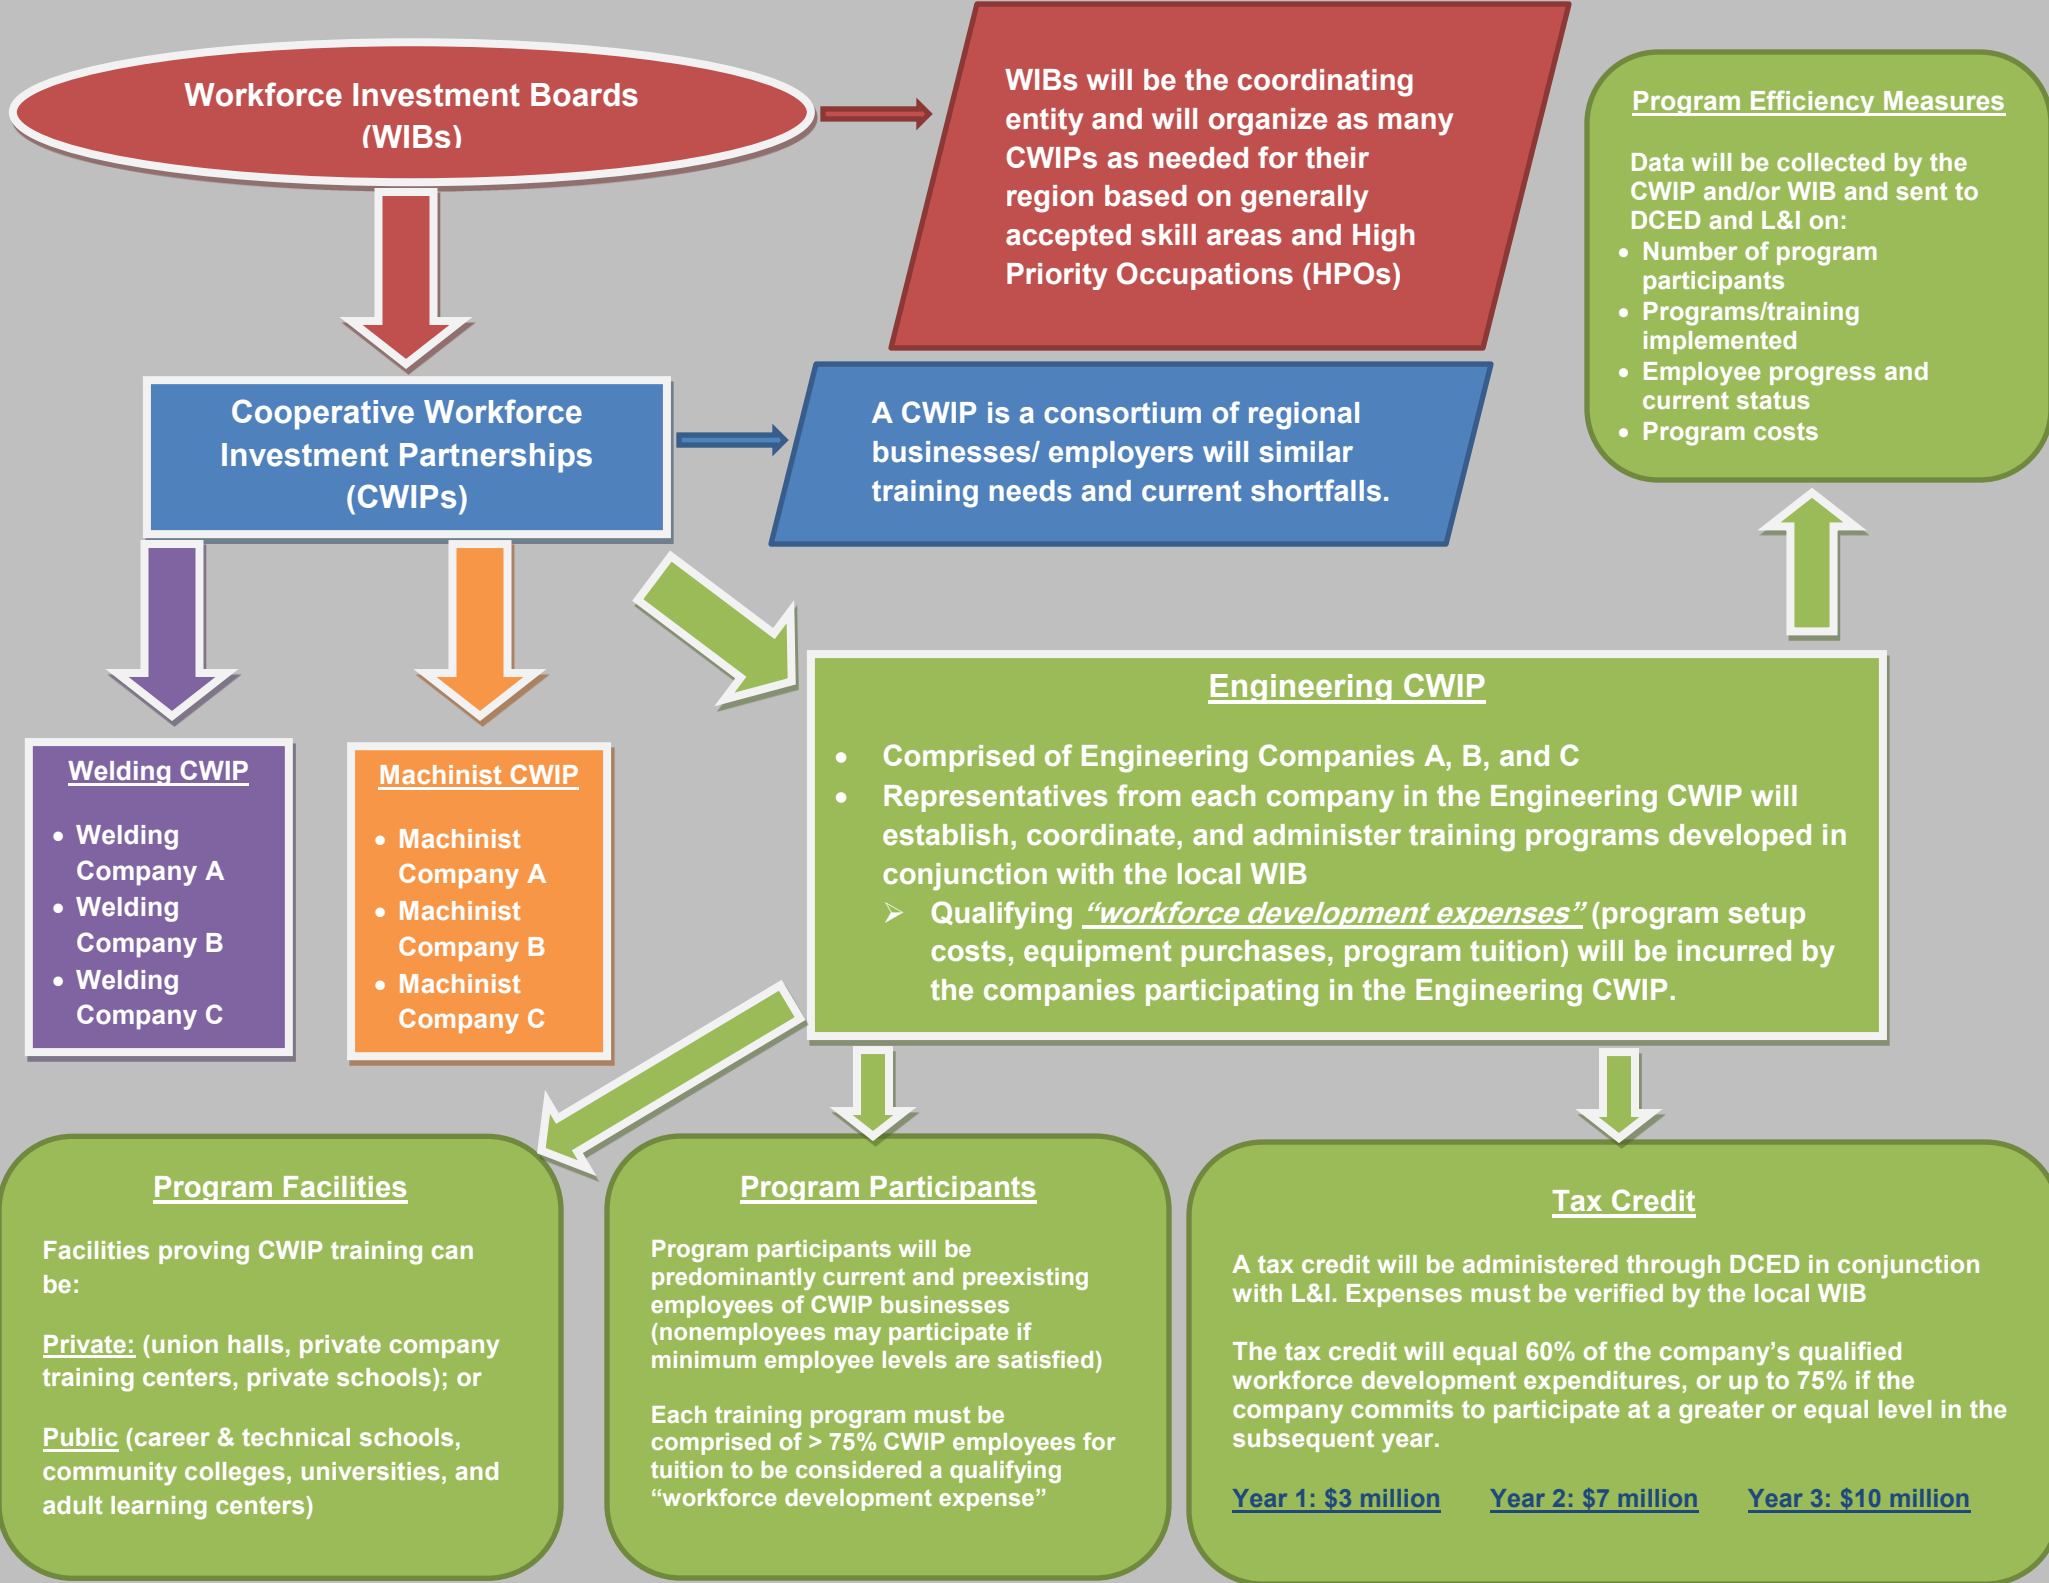 Workforce Investment Boards
(WIBs)
WIBs will be the coordinating
entity and will organize as many
CWIPs as needed for their
region based on generally
accepted skill areas and High
Priority Occupations (HPOs)
Program Efficiency Measures
Data will be collected by the
CWIP and/or WIB and sent to
DCED and L&I on:
• Number of program
participants
• Programs/training
implemented
• Employee progress and
current status
• Program costs
Cooperative Workforce
Investment Partnerships
(CWIPs)
A CWIP is a consortium of regional
businesses/ employers will similar
training needs and current shortfalls.
Welding CWIP
• Welding
Company A
• Welding
Company B
• Welding
Company C
Machinist CWIP
• Machinist
Company A
• Machinist
Company B
• Machinist
Company C
Engineering CWIP
• Comprised of Engineering Companies A, B, and C
• Representatives from each company in the Engineering CWIP will
establish, coordinate, and administer training programs developed in
conjunction with the local WIB
➢ Qualifying “workforce development expenses” (program setup
costs, equipment purchases, program tuition) will be incurred by
the companies participating in the Engineering CWIP.
Program Facilities
Facilities proving CWIP training can
be:
Private: (union halls, private company
training centers, private schools); or
Public (career & technical schools,
community colleges, universities, and
adult learning centers)
Program Participants
Program participants will be
predominantly current and preexisting
employees of CWIP businesses
(nonemployees may participate if
minimum employee levels are satisfied)
Each training program must be
comprised of > 75% CWIP employees for
tuition to be considered a qualifying
“workforce development expense”
Tax Credit
A tax credit will be administered through DCED in conjunction
with L&I. Expenses must be verified by the local WIB
The tax credit will equal 60% of the company’s qualified
workforce development expenditures, or up to 75% if the
company commits to participate at a greater or equal level in the
subsequent year.
Year 1: $3 million Year 2: $7 million Year 3: $10 million